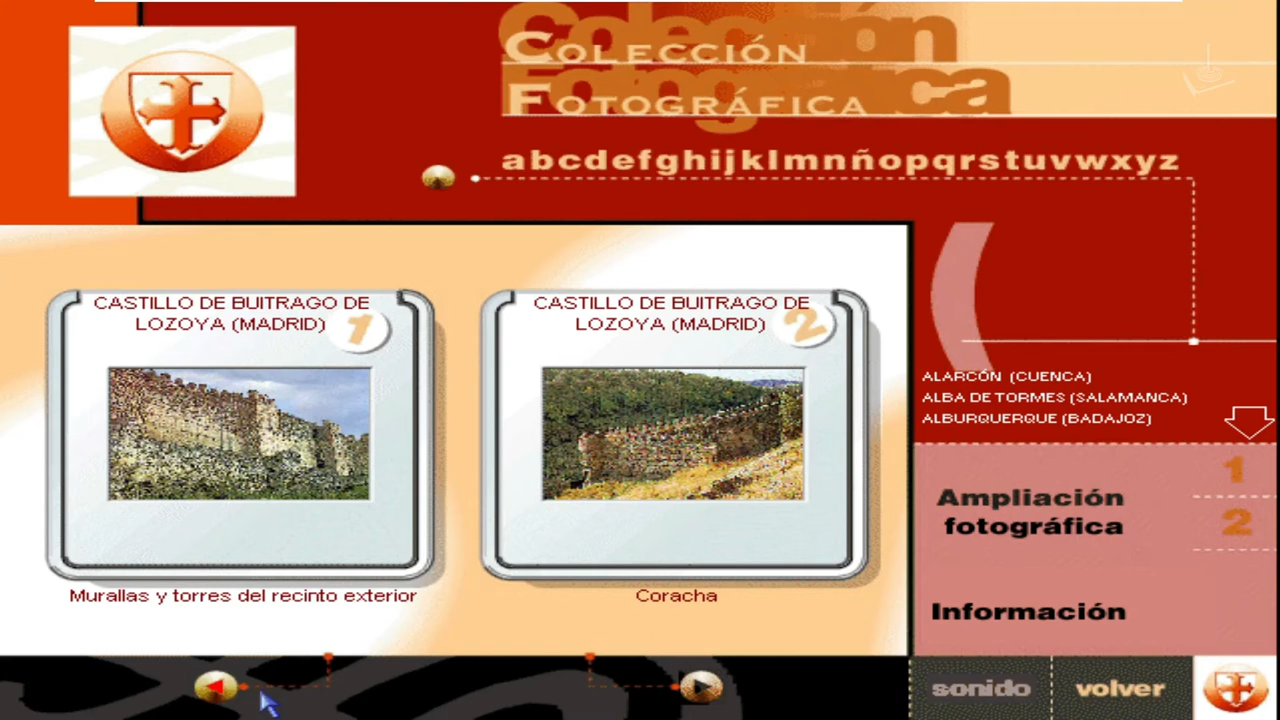 COLECCIÓN
FOTOGRÁFICA
abcdefghijklmnñopqrstuvwxyz
CASTILLO DE BUITRAGO DE
LOZOYA (MADRID)
1
CASTILLO DE BUITRAGO DE
LOZOYA (MADRID)
2
Murallas y torres del recinto exterior
Coracha
ALARCÓN (CUENCA)
ALBA DE TORMES (SALAMANCA)
ALBURQUERQUE (BADAJOZ)
Ampliación
fotográfica
1
2
Información
sonido
volver